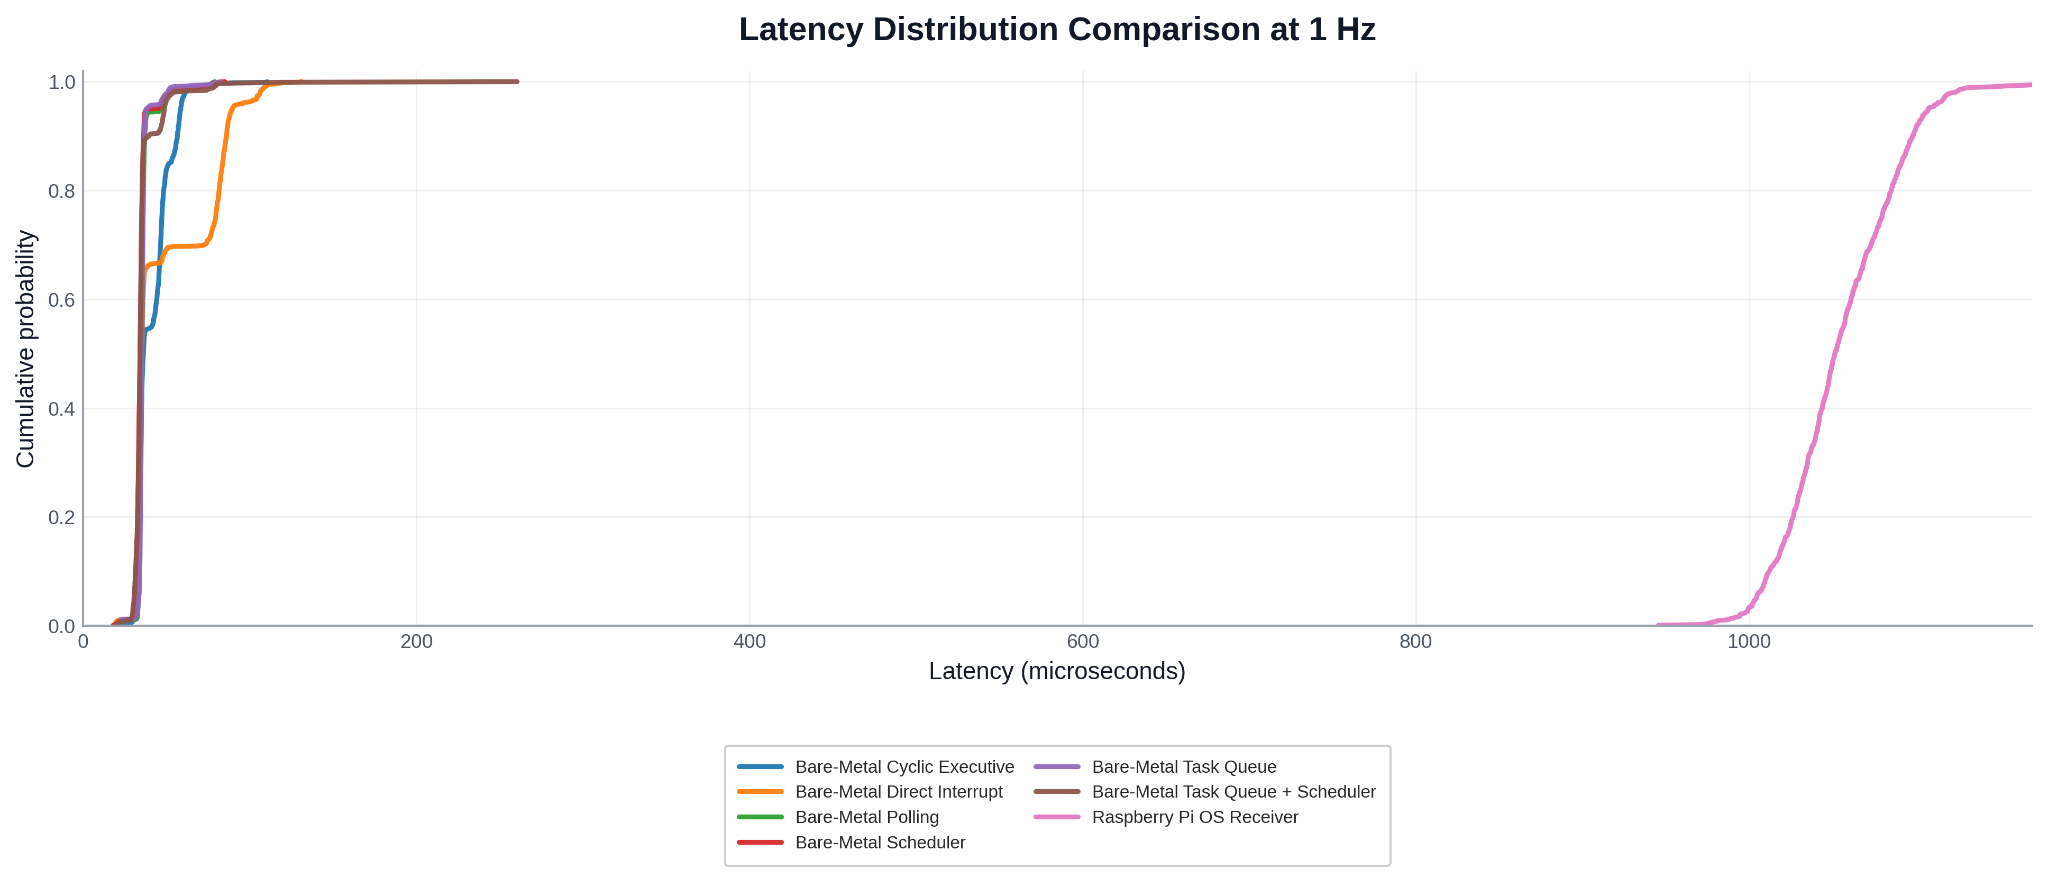 Latency Distribution Comparison at 1 Hz
1.0
0.8
0.6
0.4
0.2
0.0
Cumulative probability
0 200 400 600 800 1000
Latency (microseconds)
Bare-Metal Cyclic Executive
Bare-Metal Direct Interrupt
Bare-Metal Polling
Bare-Metal Scheduler
Bare-Metal Task Queue
Bare-Metal Task Queue + Scheduler
Raspberry Pi OS Receiver